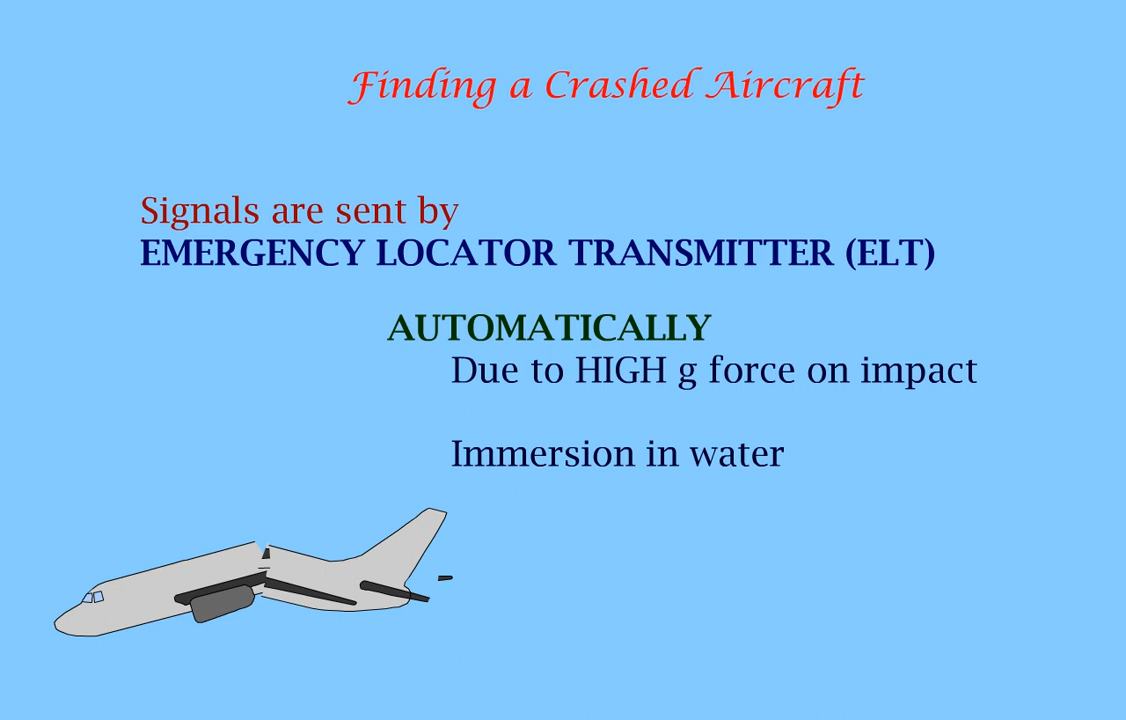 Finding a Crashed Aircraft
Signals are sent by
EMERGENCY LOCATOR TRANSMITTER (ELT)
AUTOMATICALLY
Due to HIGH g force on impact
Immersion in water